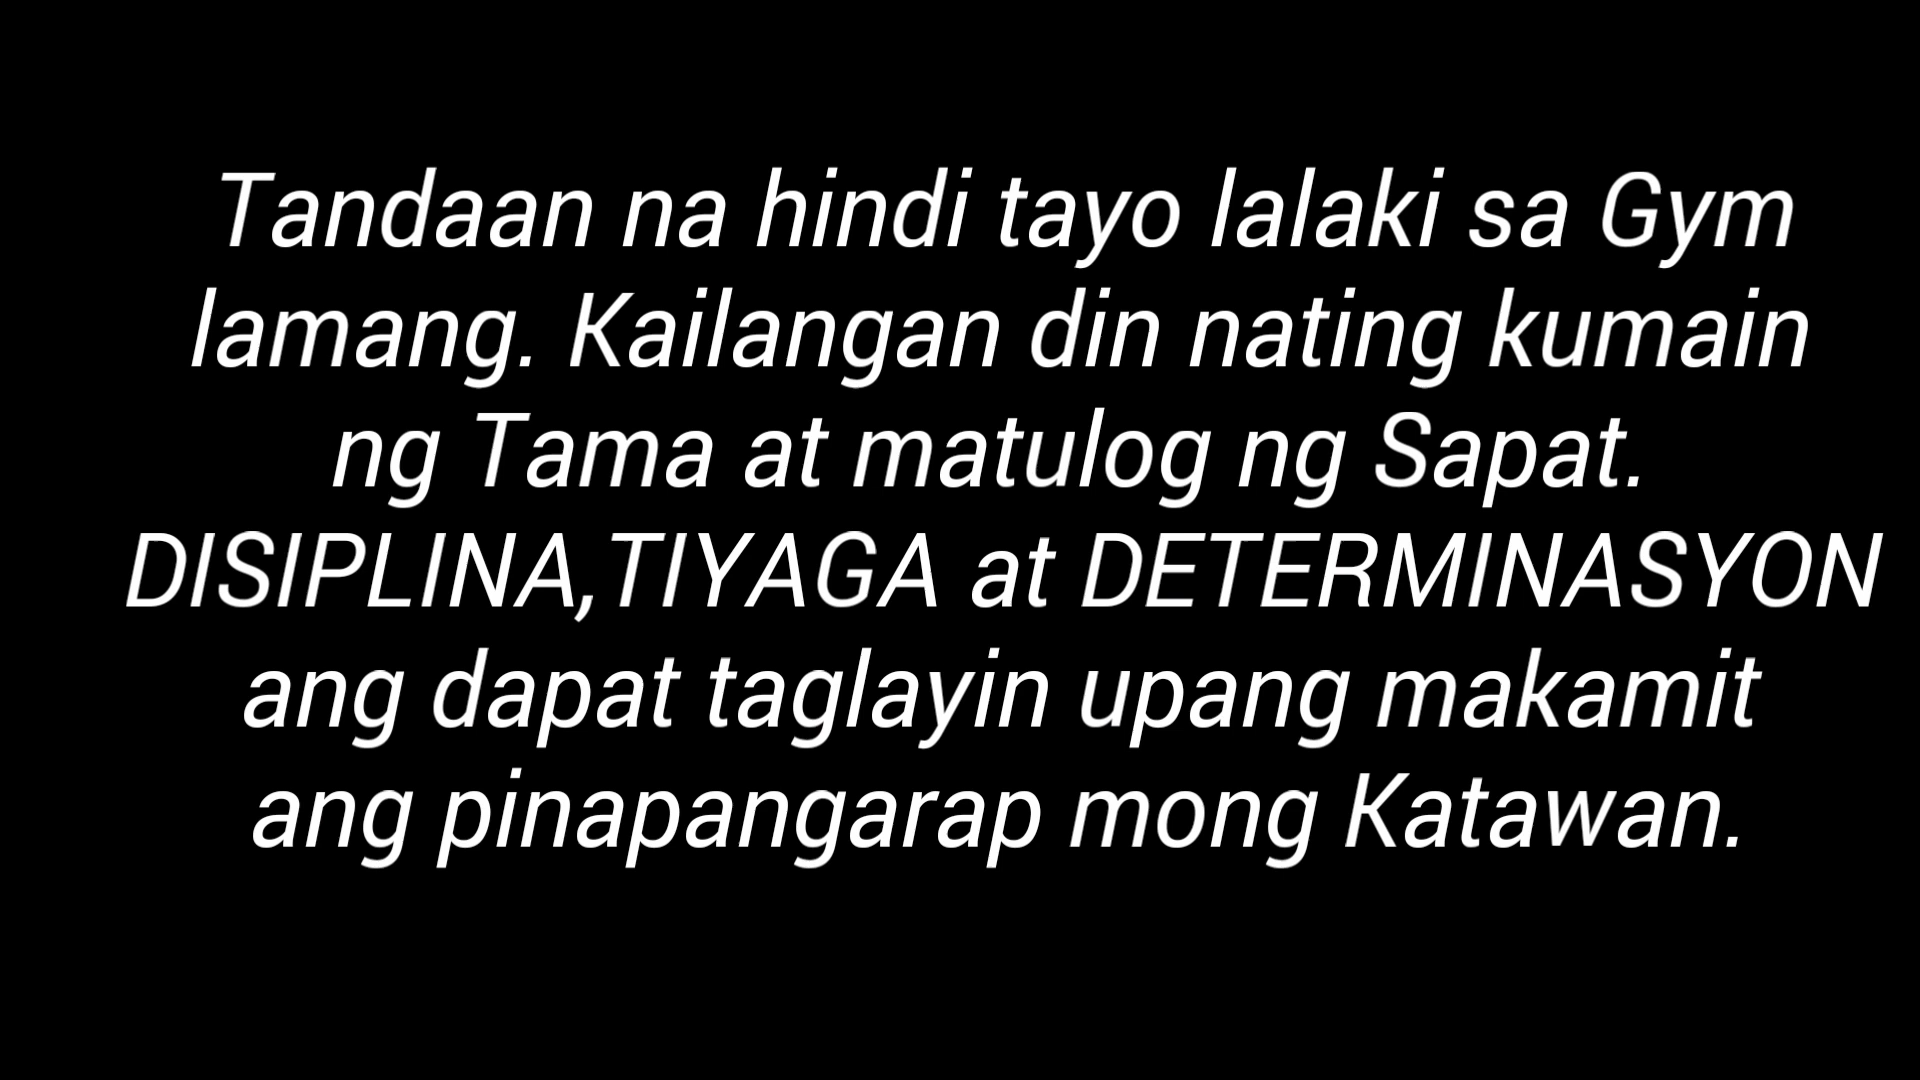 Tandaan na hindi tayo lalaki sa Gym
lamang. Kailangan din nating kumain
ng Tama at matulog ng Sapat.
DISIPLINA,TIYAGA at DETERMINASYON
ang dapat taglayin upang makamit
ang pinapangarap mong Katawan.